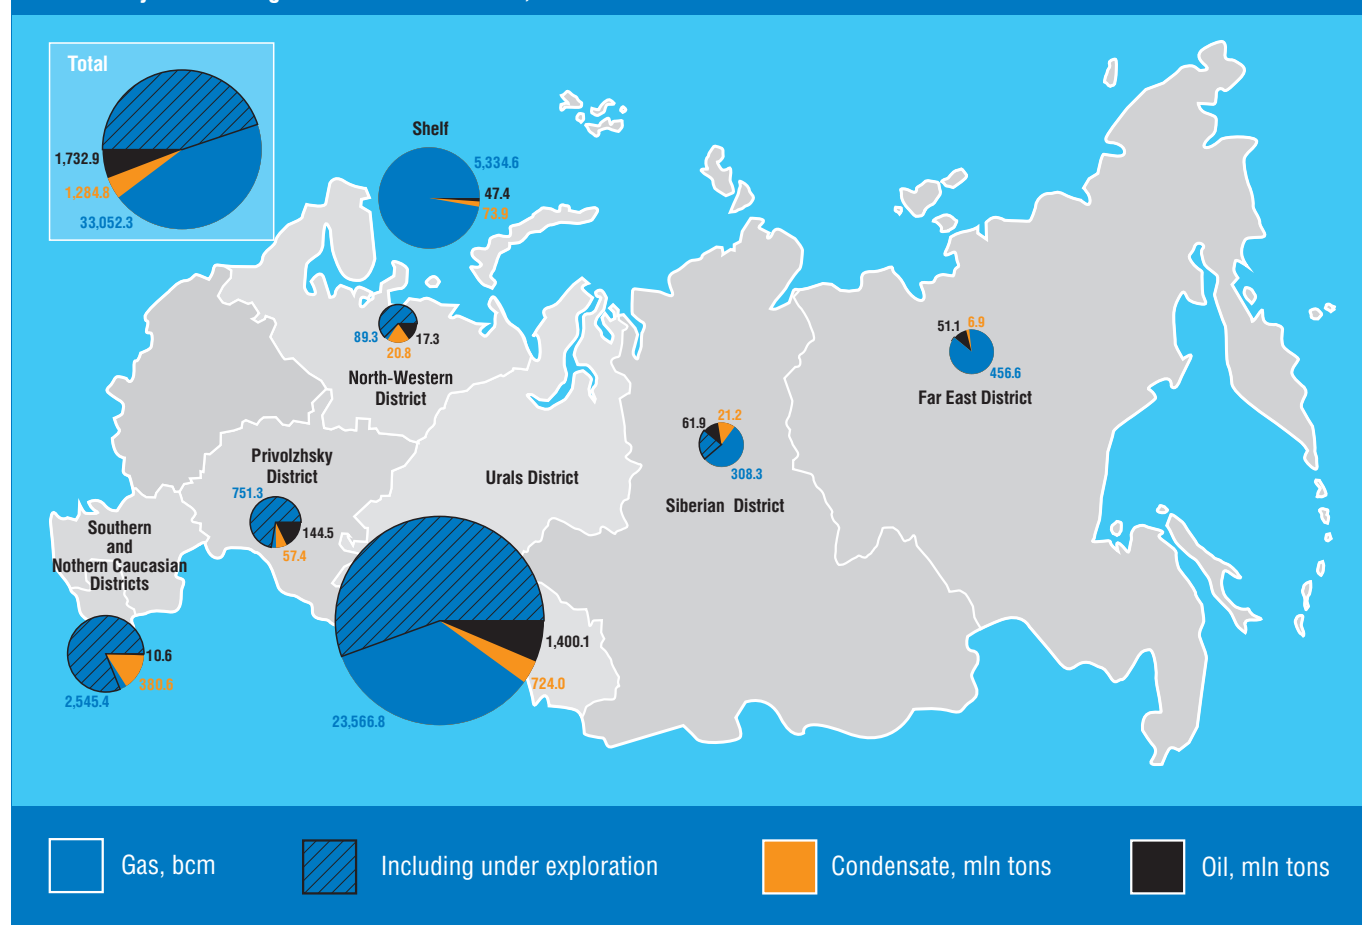 Total
1,732.9
1,284.8
33,052.3
Shelf
5,334.6
47.4
73.9
89.3
17.3
20.8
North-Western
District
Privolzhsky
District
751.3
144.5
57.4
Southern
and
Nothern Caucasian
Districts
10.6
380.6
2,545.4
Urals District
1,400.1
724.0
23,566.8
61.9
21.2
308.3
Siberian District
51.1
6.9
456.6
Far East District
Gas, bcm
Including under exploration
Condensate, mln tons
Oil, mln tons